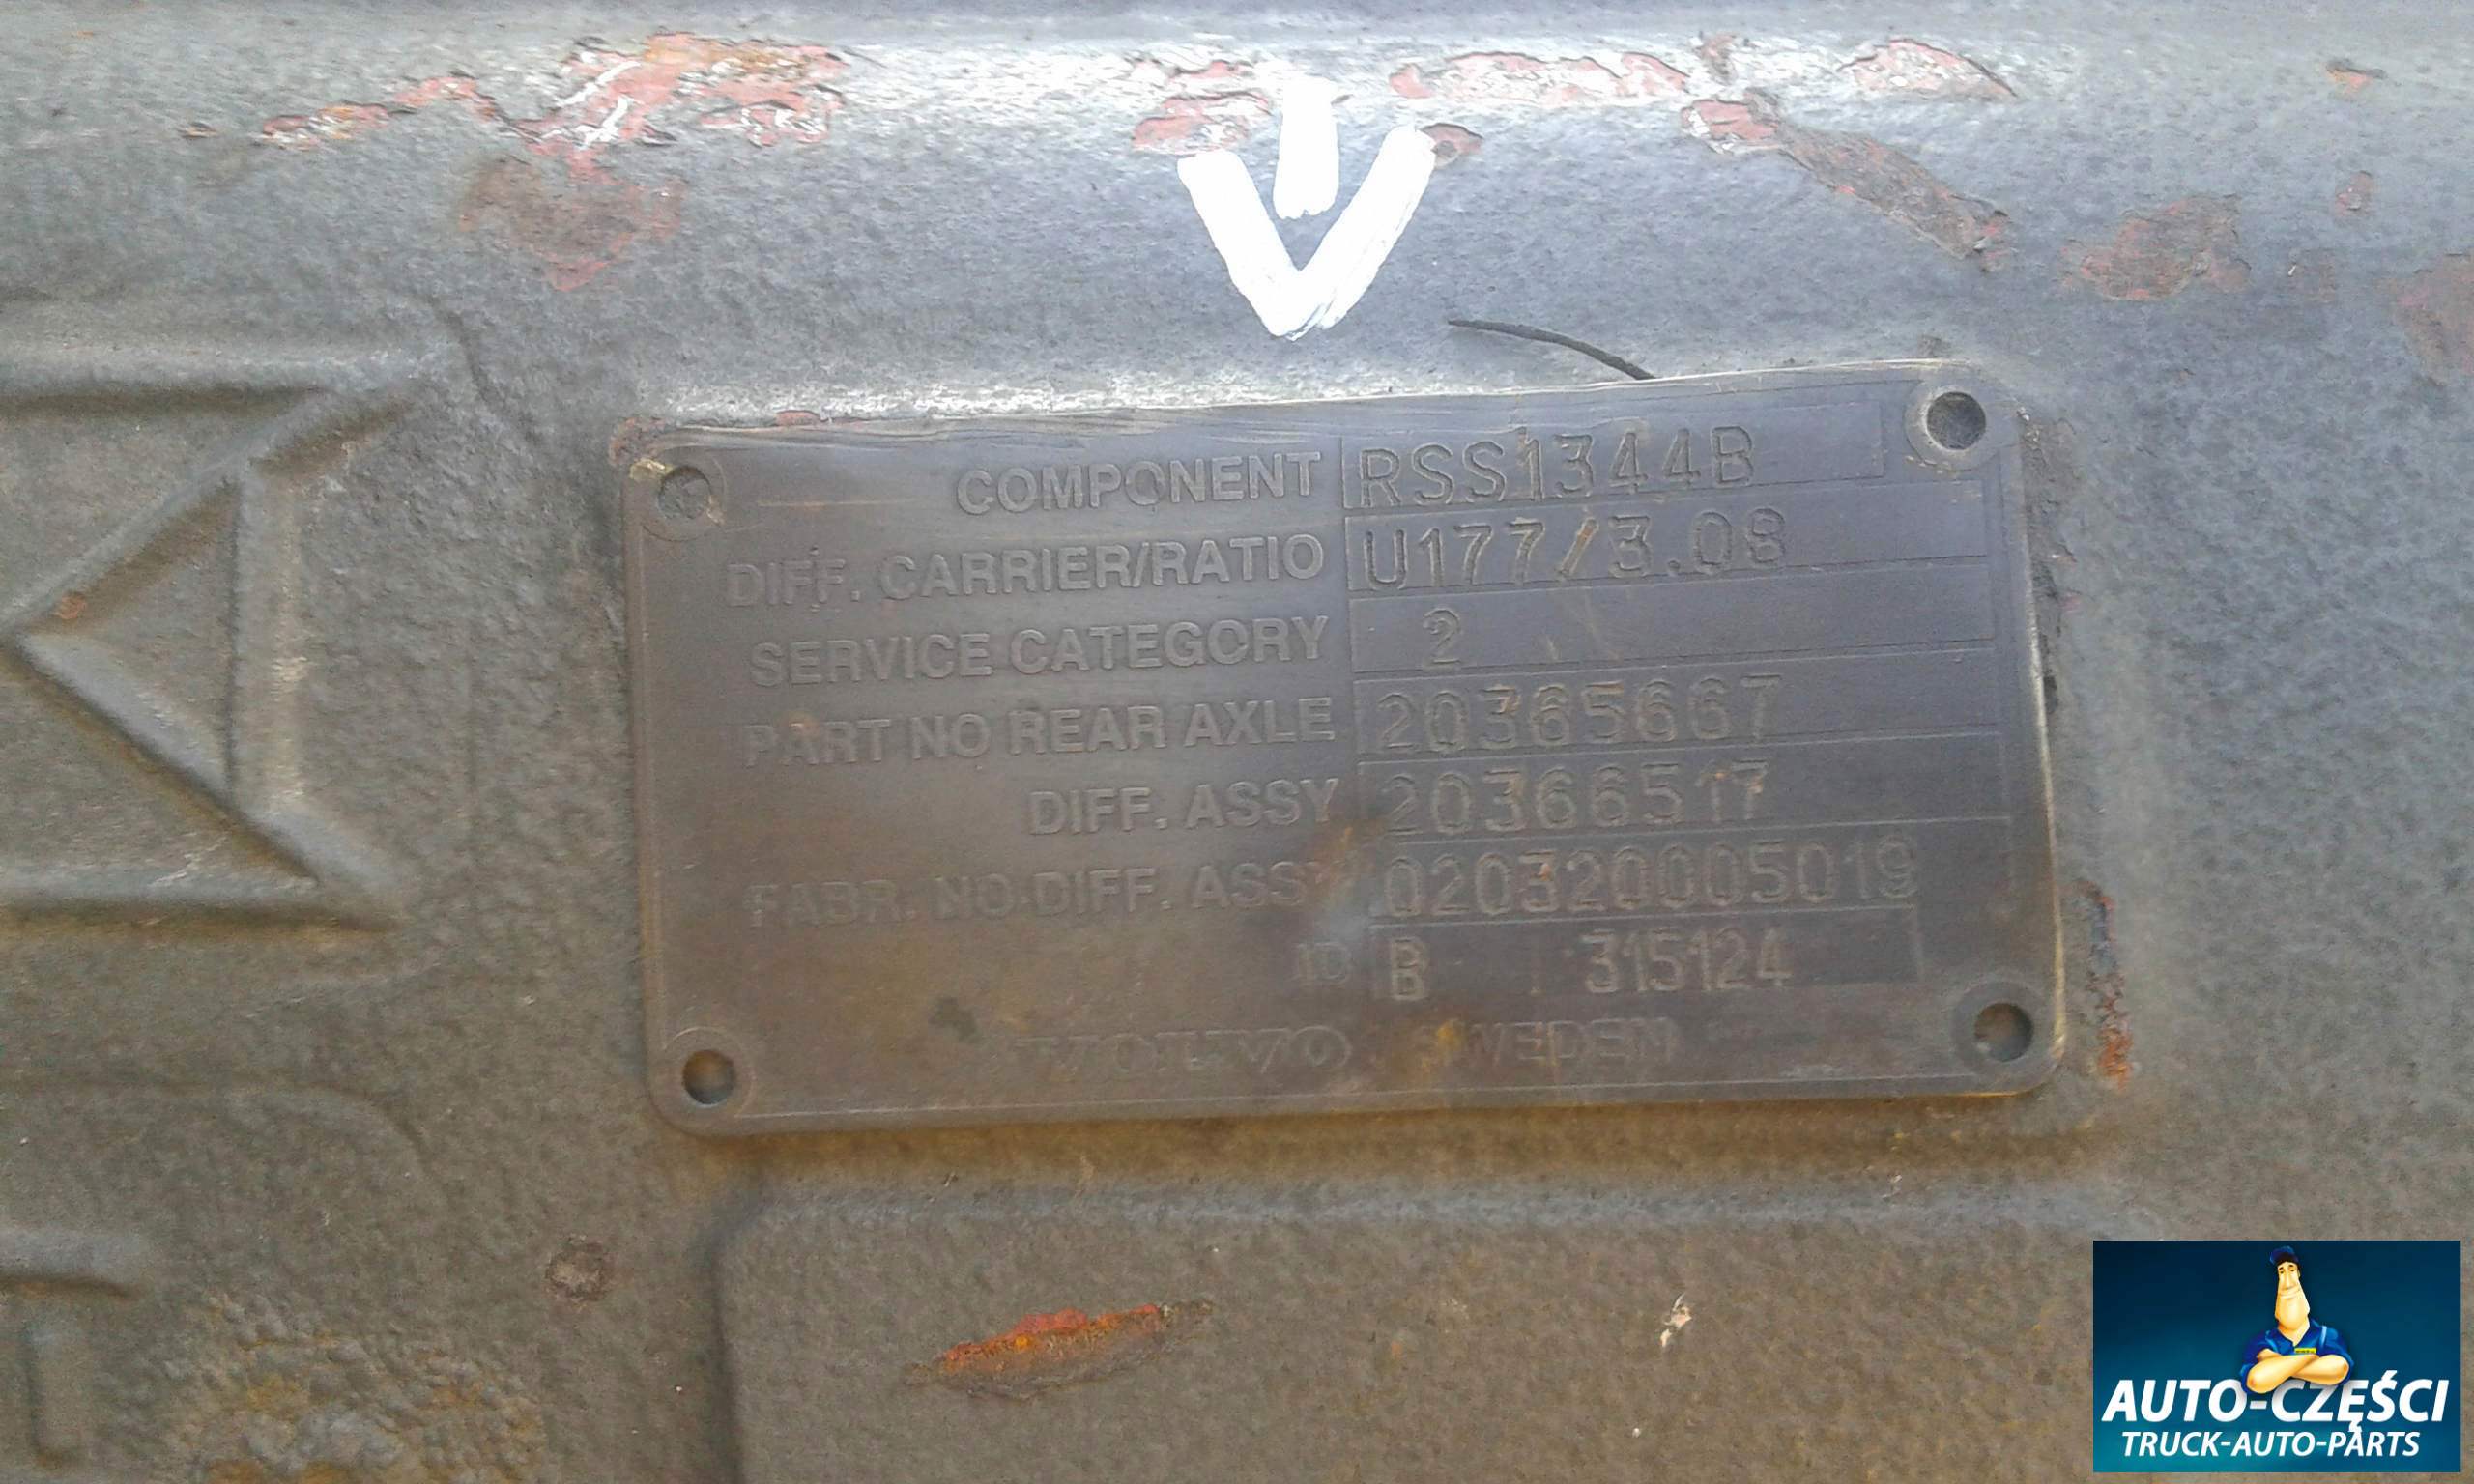 COMPONENT RSS1344B
DIFF. CARRIER/RATIO U177/3.08
SERVICE CATEGORY 2
PART NO REAR AXLE 20365667
DIFF. ASSY 20366517
FABR. NO-DIFF. ASSY 020320005019
ID B 315124
VOLVO SWEDEN
AUTO-CZĘŚCI
TRUCK-AUTO-PARTS